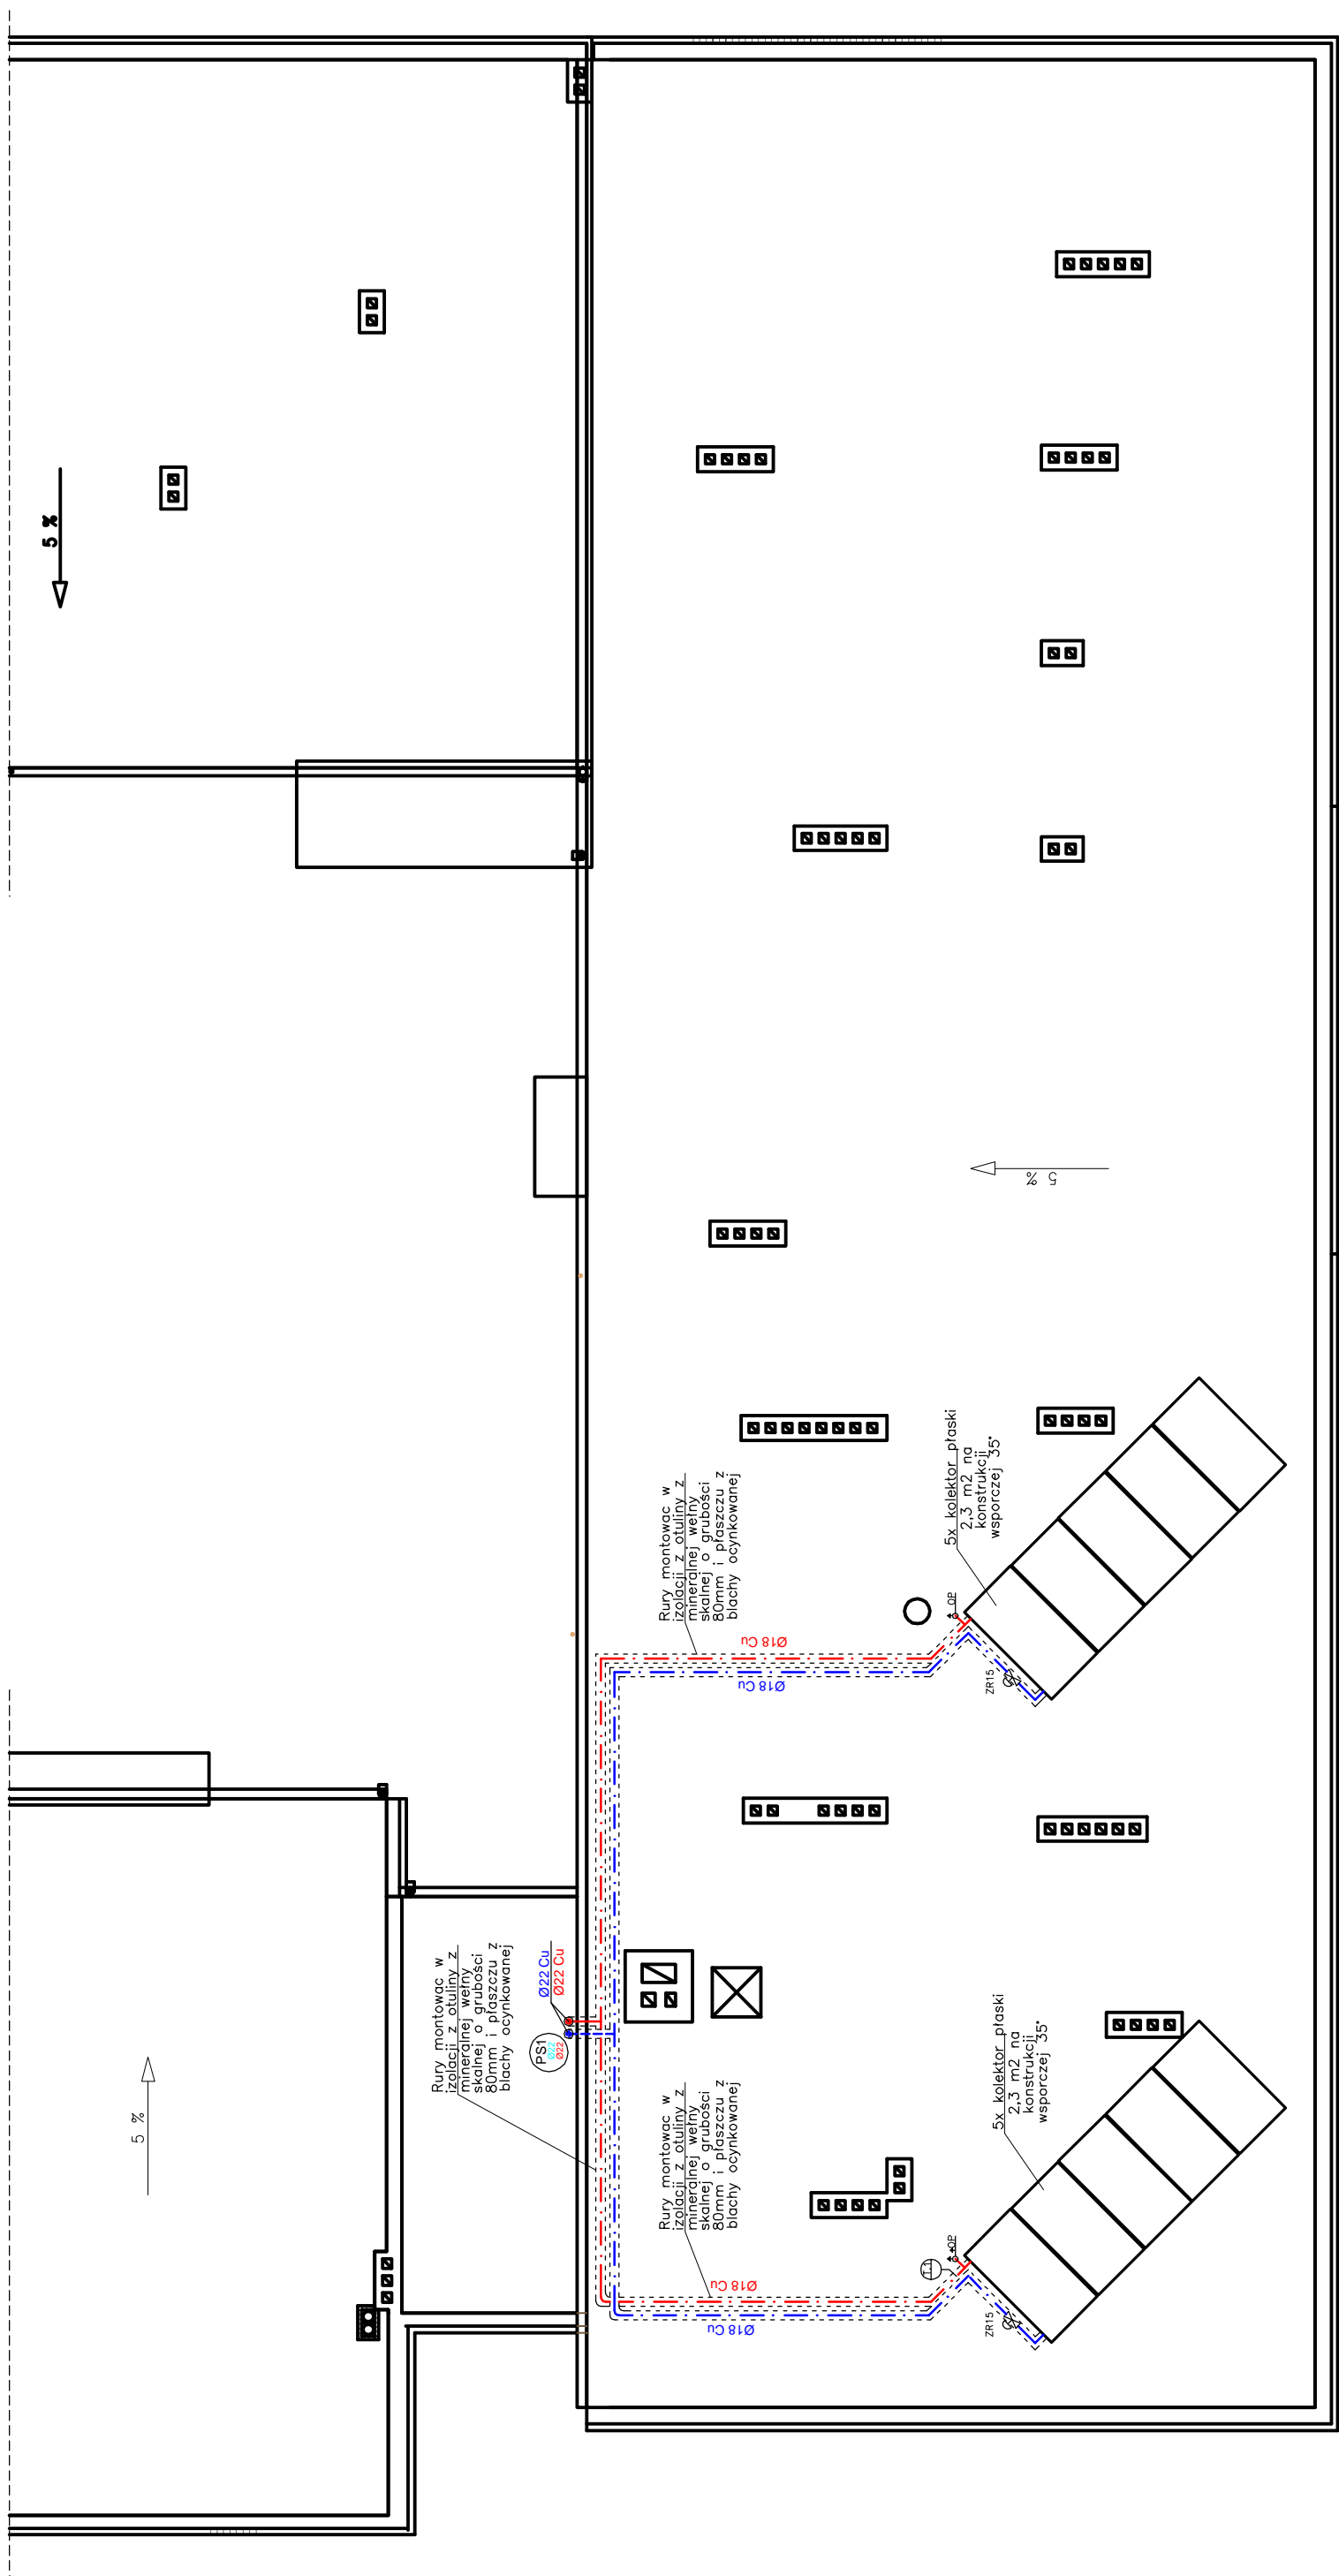 5 %
5 %
5 %
Rury montowac w
izolacji z otuliny z
mineralnej wełny
skalnej o grubości
80mm i płaszczu z
blachy ocynkowanej
5x kolektor płaski
2,3 m2 na
konstrukcji
wsporczej 35°
OP
ZR15
Ø18 Cu
Ø18 Cu
Rury montowac w
izolacji z otuliny z
mineralnej wełny
skalnej o grubości
80mm i płaszczu z
blachy ocynkowanej
Ø22 Cu
Ø22 Cu
PS1
Ø22
Ø22
Rury montowac w
izolacji z otuliny z
mineralnej wełny
skalnej o grubości
80mm i płaszczu z
blachy ocynkowanej
5x kolektor płaski
2,3 m2 na
konstrukcji
wsporczej 35°
OP
T.1
ZR15
Ø18 Cu
Ø18 Cu